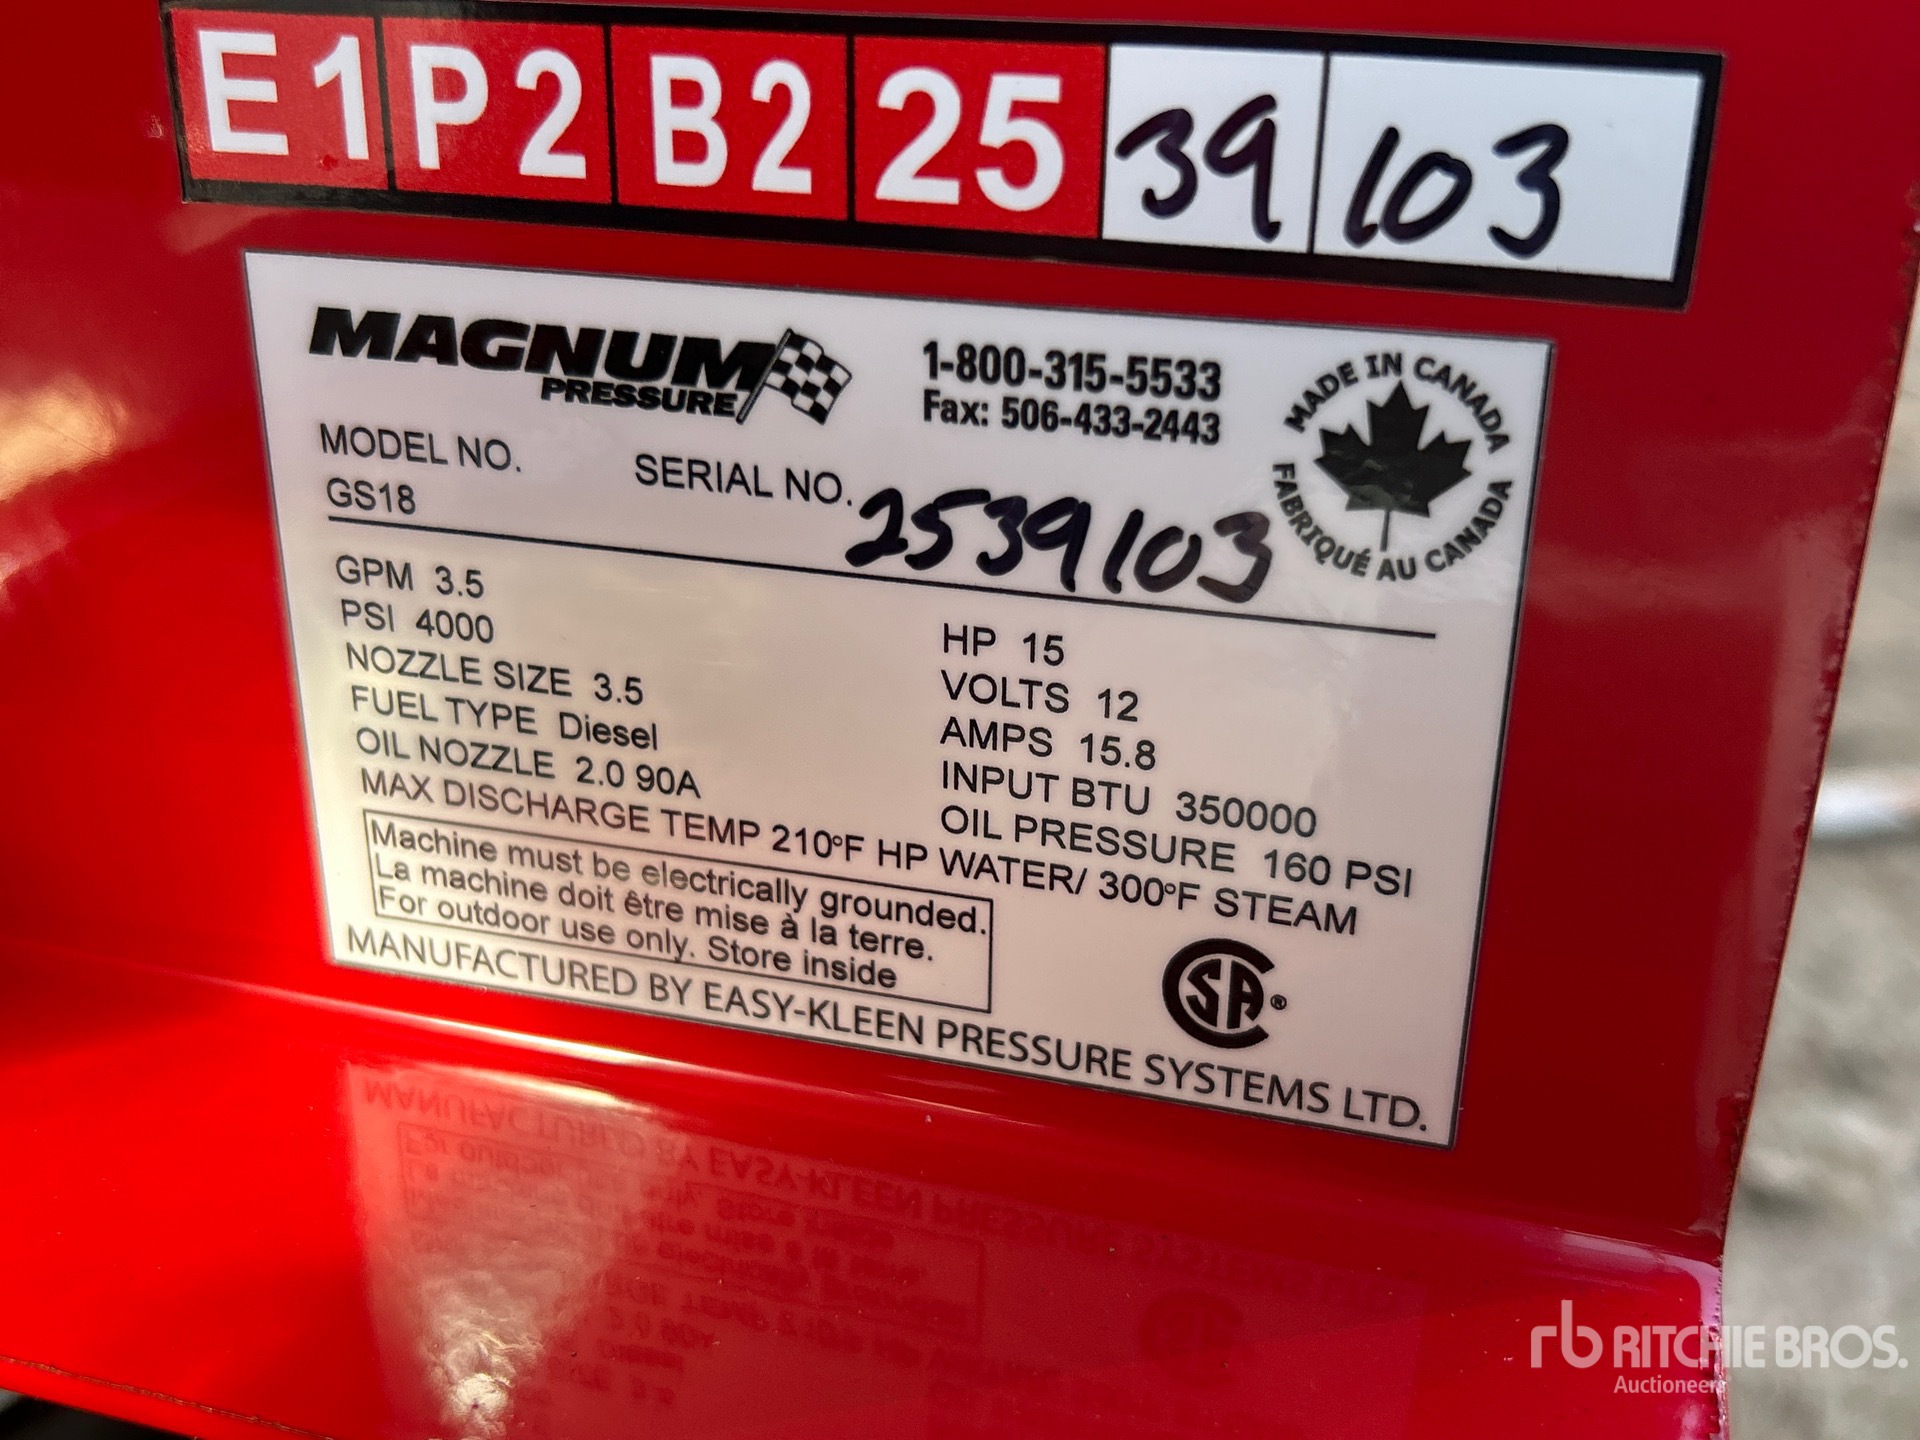 E1 P2 B2 25 39 103
MAGNUM
PRESSURE
1-800-315-5533
Fax: 506-433-2443
MADE IN CANADA
FABRIQUÉ AU CANADA
MODEL NO.
GS18
SERIAL NO. 2539103
GPM 3.5
PSI 4000
NOZZLE SIZE 3.5
FUEL TYPE Diesel
OIL NOZZLE 2.0 90A
HP 15
VOLTS 12
AMPS 15.8
INPUT BTU 350000
OIL PRESSURE 160 PSI
MAX DISCHARGE TEMP 210ºF HP WATER/ 300ºF STEAM
Machine must be electrically grounded.
La machine doit être mise à la terre.
For outdoor use only. Store inside
CSA®
MANUFACTURED BY EASY-KLEEN PRESSURE SYSTEMS LTD.
rb RITCHIE BROS.
Auctioneers